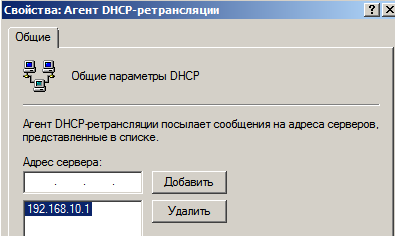 Свойства: Агент DHCP-ретрансляции
Общие
Общие параметры DHCP
Агент DHCP-ретрансляции посылает сообщения на адреса серверов,
представленные в списке.
Адрес сервера:
. . .
Добавить
192.168.10.1
Удалить